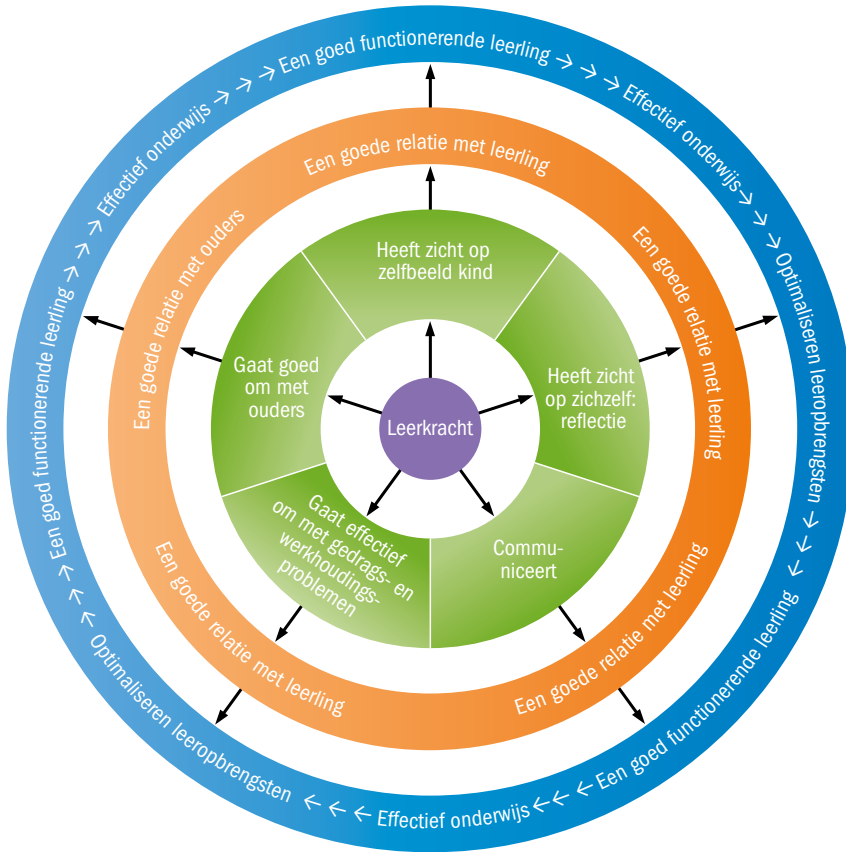 Een goed functionerende leerling → → → Effectief onderwijs → → → Optimaliseren leeropbrengsten → → → Een goed functionerende leerling → → → Effectief onderwijs → → → Optimaliseren leeropbrengsten → → → Een goed functionerende leerling → → → Effectief onderwijs → → →
Een goede relatie met leerling
Een goede relatie met leerling
Een goede relatie met leerling
Een goede relatie met leerling
Een goede relatie met ouders
Heeft zicht op
zelfbeeld kind
Heeft zicht
op zichzelf:
reflectie
Commu-
niceert
Gaat effectief
om met gedrags- en
werkhoudings-
problemen
Gaat goed
om met
ouders
Leerkracht